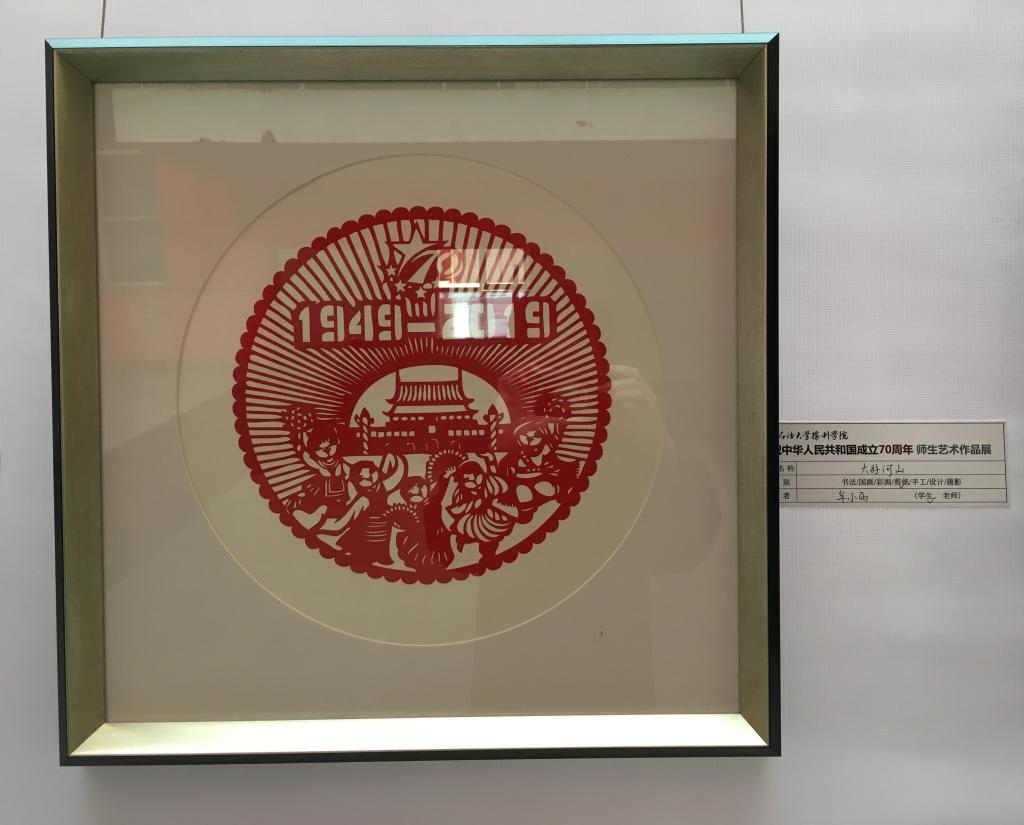 1949-2019
石油大学胜利学院
祝中华人民共和国成立70周年 师生艺术作品展
名 称 大好河山
别 书法/国画/彩画/剪纸/手工/设计/摄影
者 牟小雨 (学生, 老师)